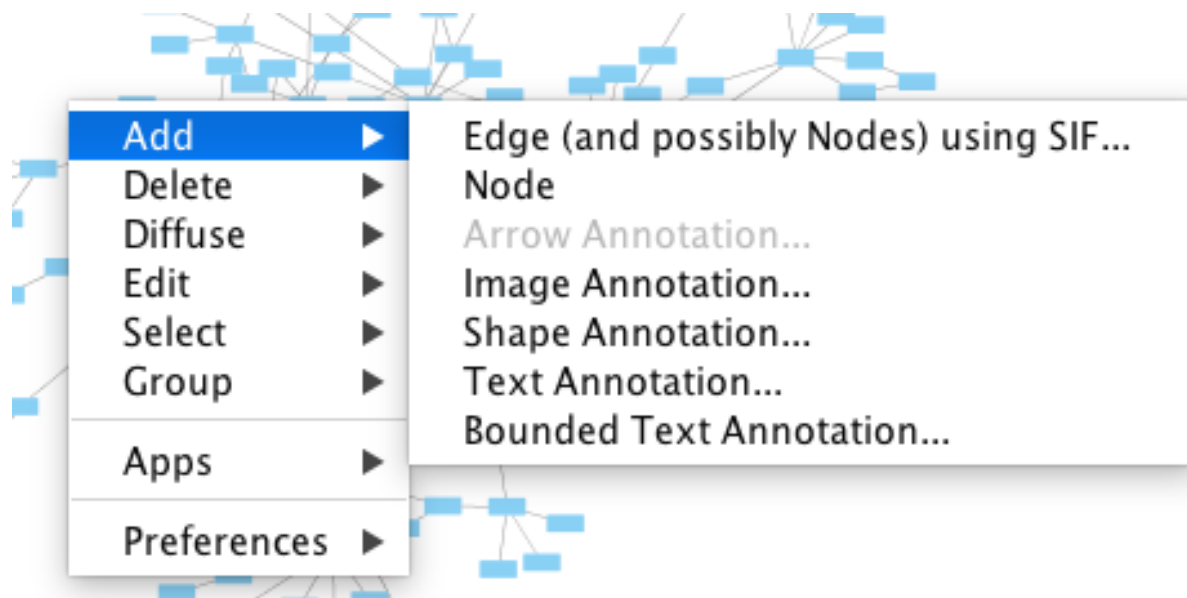 Add
Delete
Diffuse
Edit
Select
Group
Apps
Preferences
Edge (and possibly Nodes) using SIF...
Node
Arrow Annotation...
Image Annotation...
Shape Annotation...
Text Annotation...
Bounded Text Annotation...